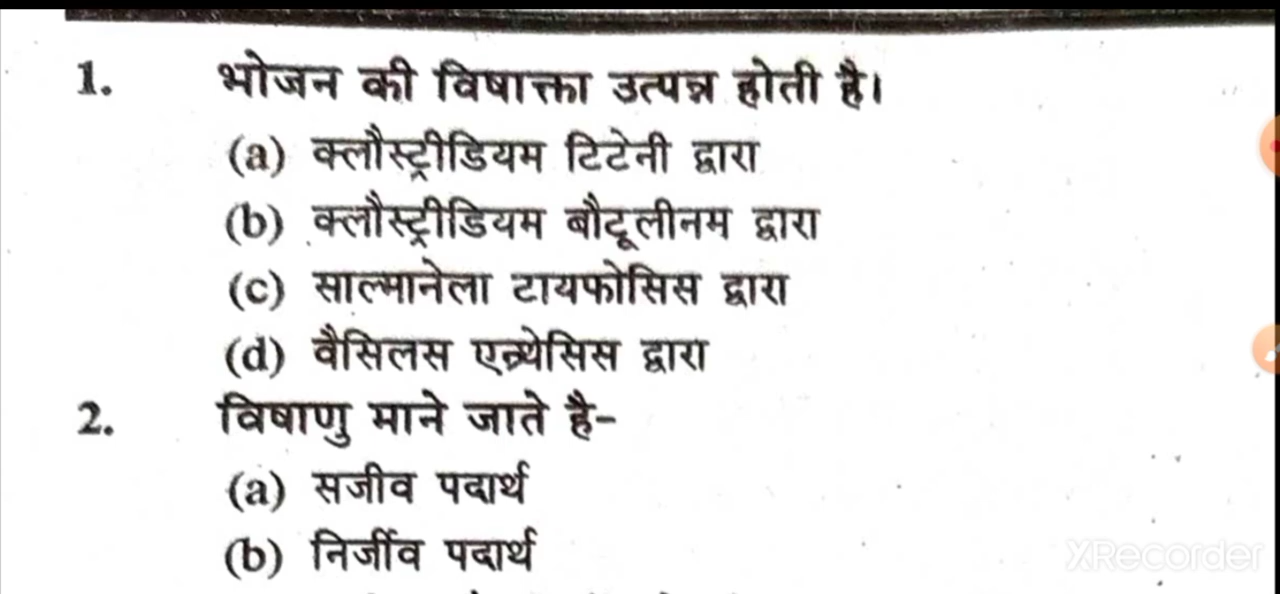 1. भोजन की विषाक्ता उत्पन्न होती है।
(a) क्लौस्ट्रीडियम टिटेनी द्वारा
(b) क्लौस्ट्रीडियम बौटूलीनम द्वारा
(c) साल्मानेला टायफोसिस द्वारा
(d) वैसिलस एन्थ्रेसिस द्वारा
2. विषाणु माने जाते है-
(a) सजीव पदार्थ
(b) निर्जीव पदार्थ
XRecorder